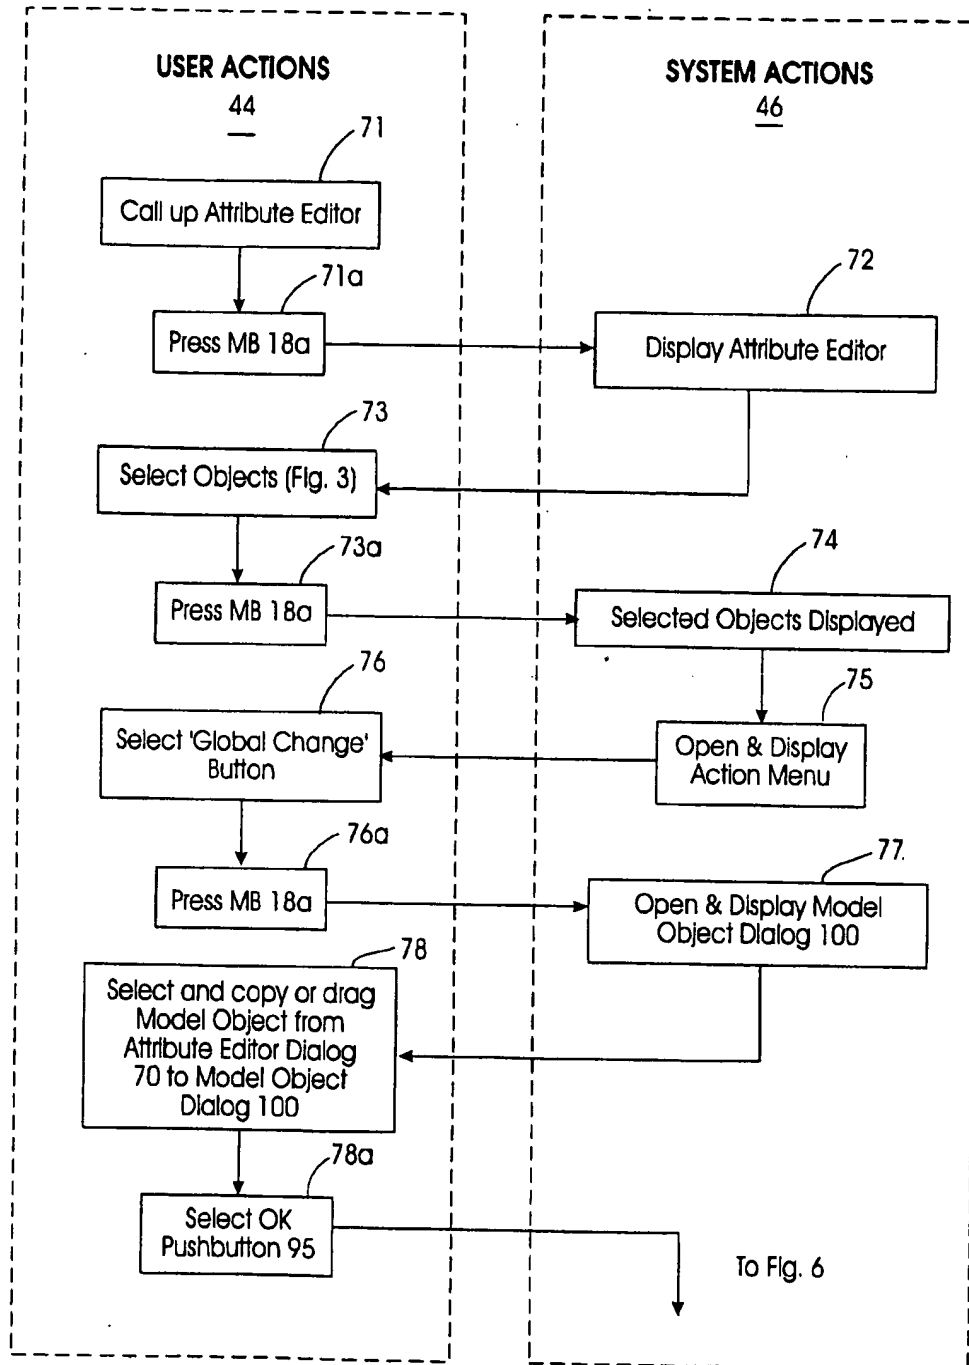 USER ACTIONS
44
SYSTEM ACTIONS
46
71
Call up Attribute Editor
71a
Press MB 18a
72
Display Attribute Editor
73
Select Objects (Fig. 3)
73a
Press MB 18a
74
Selected Objects Displayed
75
Open & Display
Action Menu
76
Select 'Global Change'
Button
76a
Press MB 18a
77
Open & Display Model
Object Dialog 100
78
Select and copy or drag
Model Object from
Attribute Editor Dialog
70 to Model Object
Dialog 100
78a
Select OK
Pushbutton 95
To Fig. 6